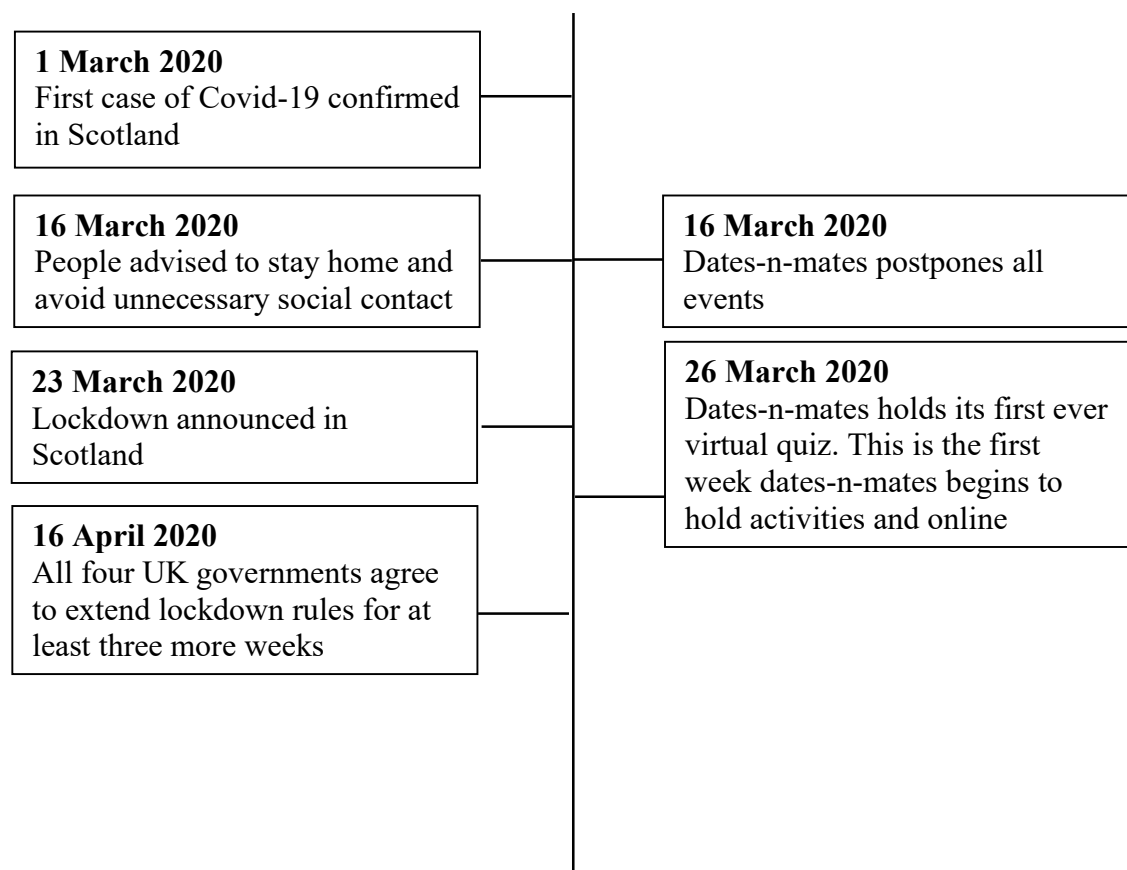 1 March 2020
First case of Covid-19 confirmed
in Scotland
16 March 2020
People advised to stay home and
avoid unnecessary social contact
16 March 2020
Dates-n-mates postpones all
events
23 March 2020
Lockdown announced in
Scotland
26 March 2020
Dates-n-mates holds its first ever
virtual quiz. This is the first
week dates-n-mates begins to
hold activities and online
16 April 2020
All four UK governments agree
to extend lockdown rules for at
least three more weeks